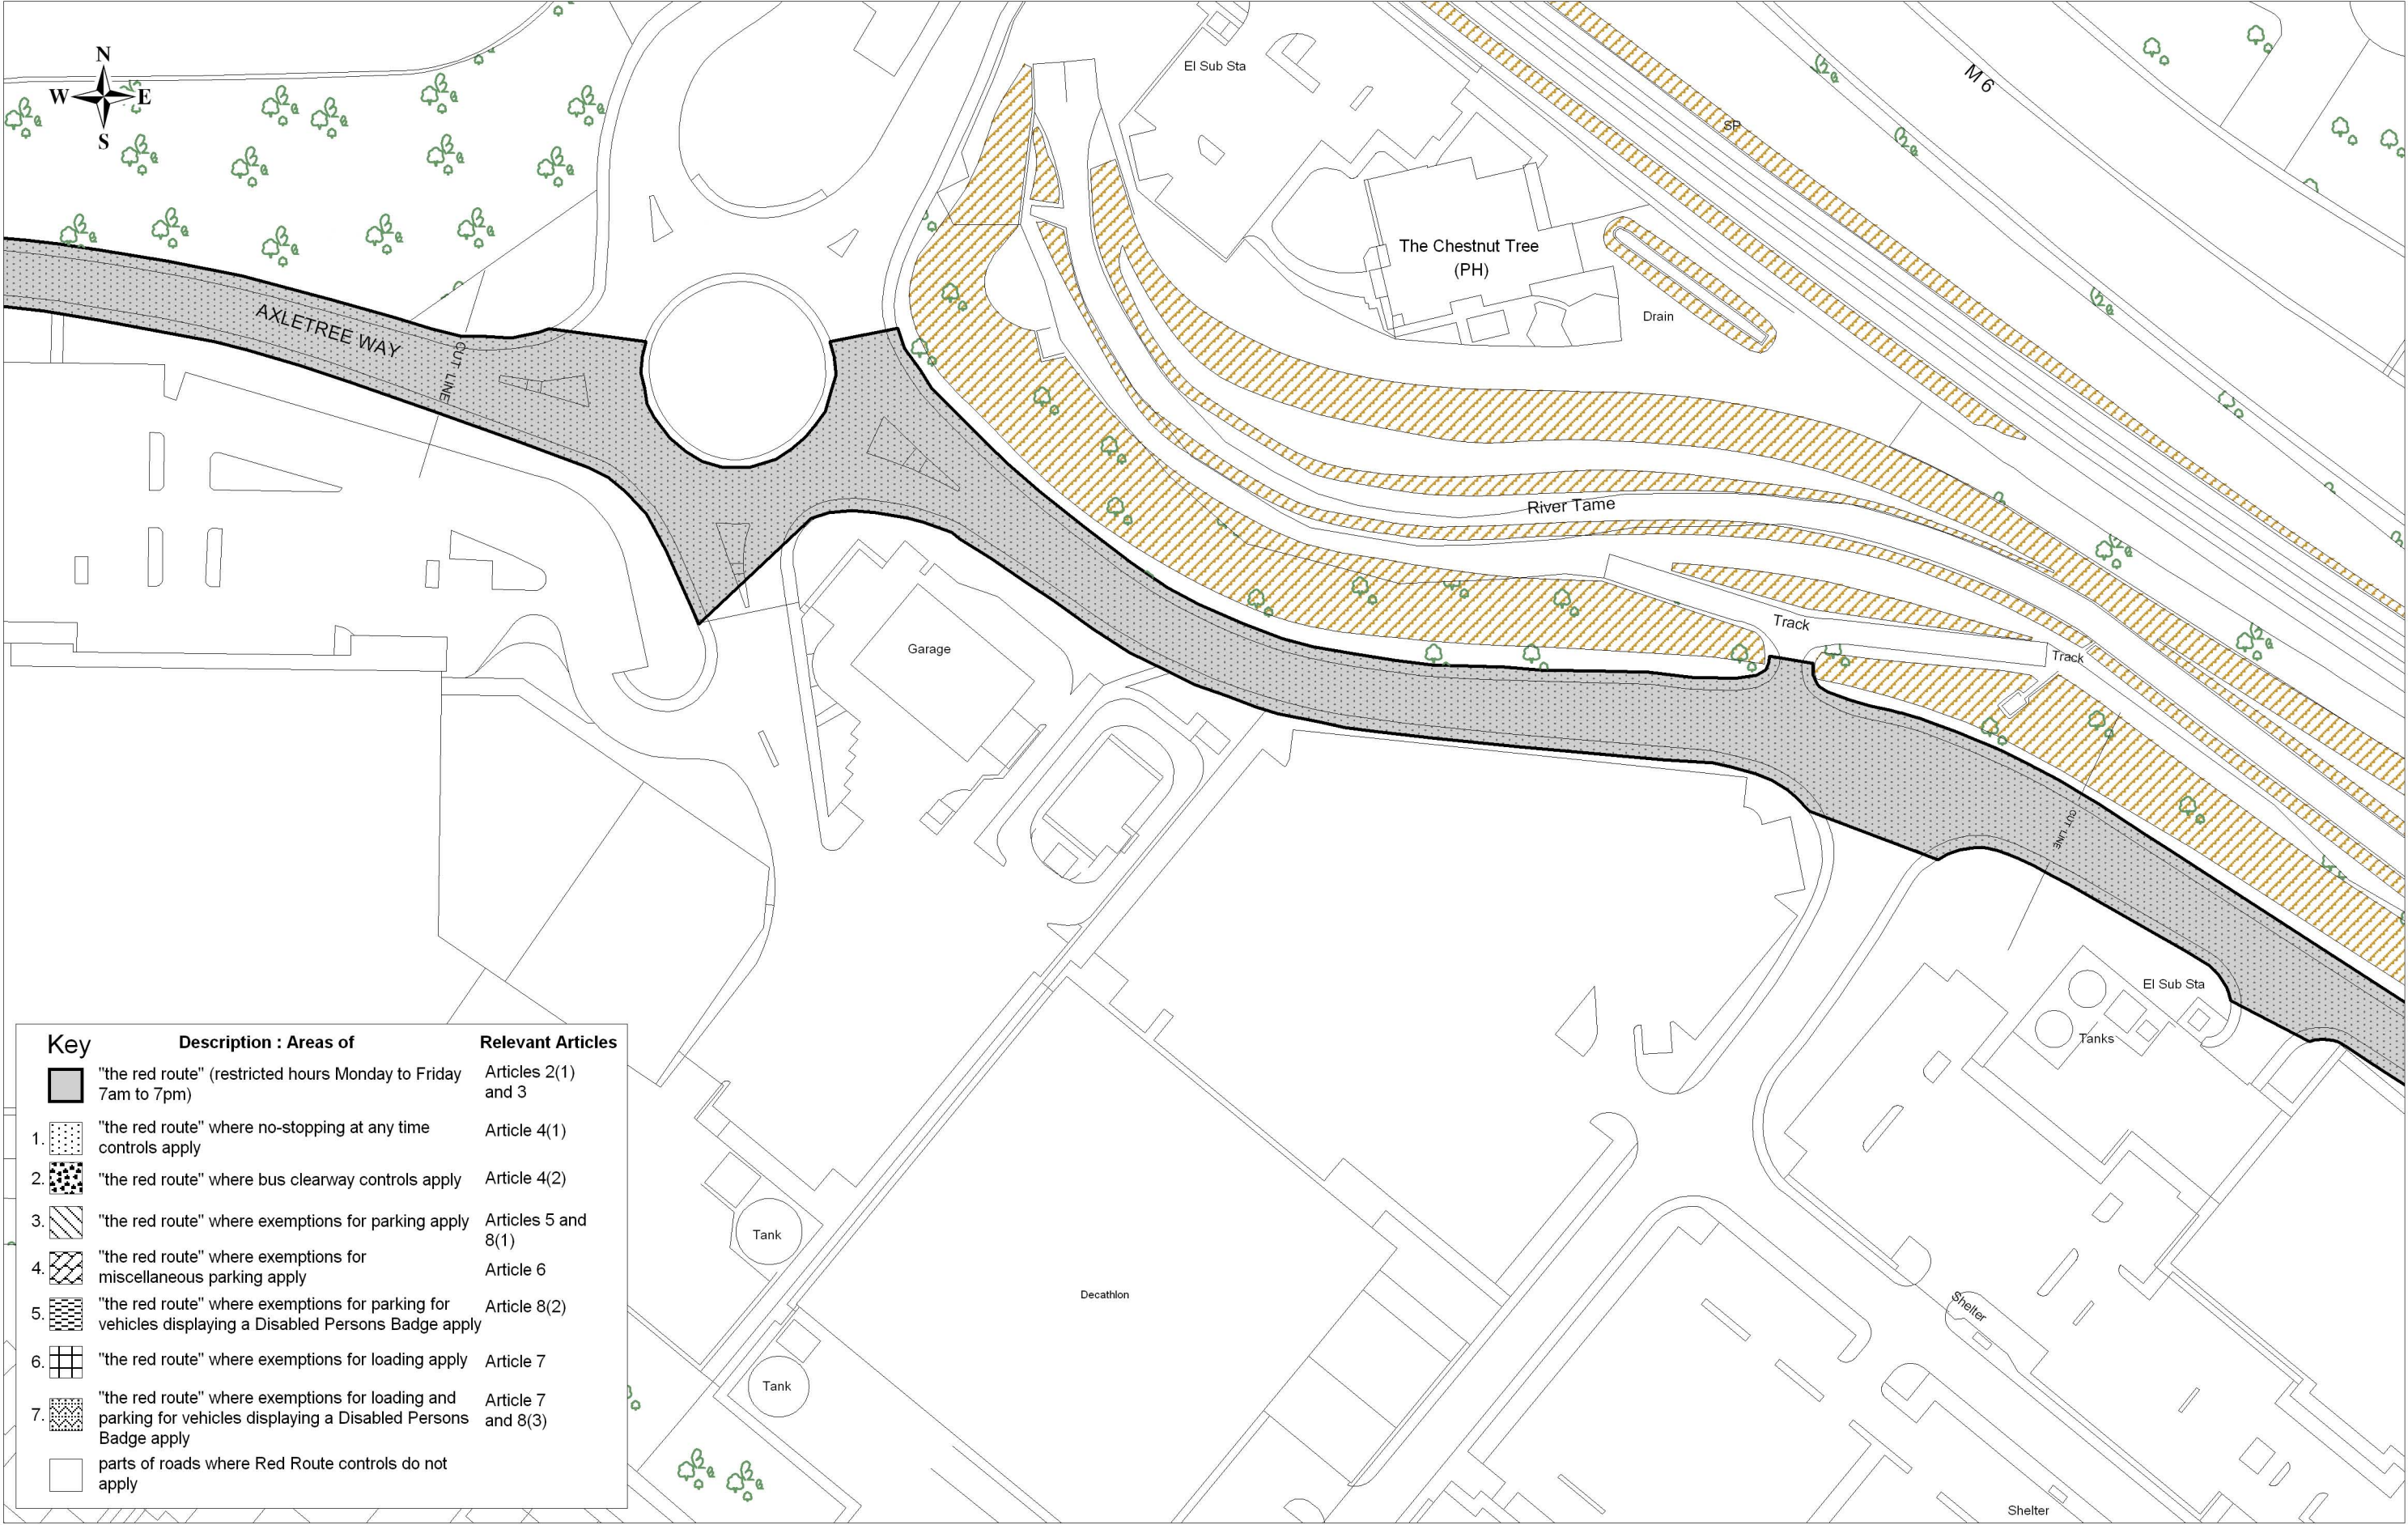 N
W E
S
El Sub Sta
M 6
SP
The Chestnut Tree
(PH)
Drain
AXLETREE WAY
CUT LINE
River Tame
Track
Track
Garage
CUT LINE
El Sub Sta
Tanks
Tank
Tank
Decathlon
Shelter
Shelter
Key Description : Areas of Relevant Articles
"the red route" (restricted hours Monday to Friday
7am to 7pm)
Articles 2(1)
and 3
1. "the red route" where no-stopping at any time
controls apply
Article 4(1)
2. "the red route" where bus clearway controls apply Article 4(2)
3. "the red route" where exemptions for parking apply Articles 5 and
8(1)
4. "the red route" where exemptions for
miscellaneous parking apply
Article 6
5. "the red route" where exemptions for parking for
vehicles displaying a Disabled Persons Badge apply
Article 8(2)
6. "the red route" where exemptions for loading apply Article 7
7. "the red route" where exemptions for loading and
parking for vehicles displaying a Disabled Persons
Badge apply
Article 7
and 8(3)
parts of roads where Red Route controls do not
apply